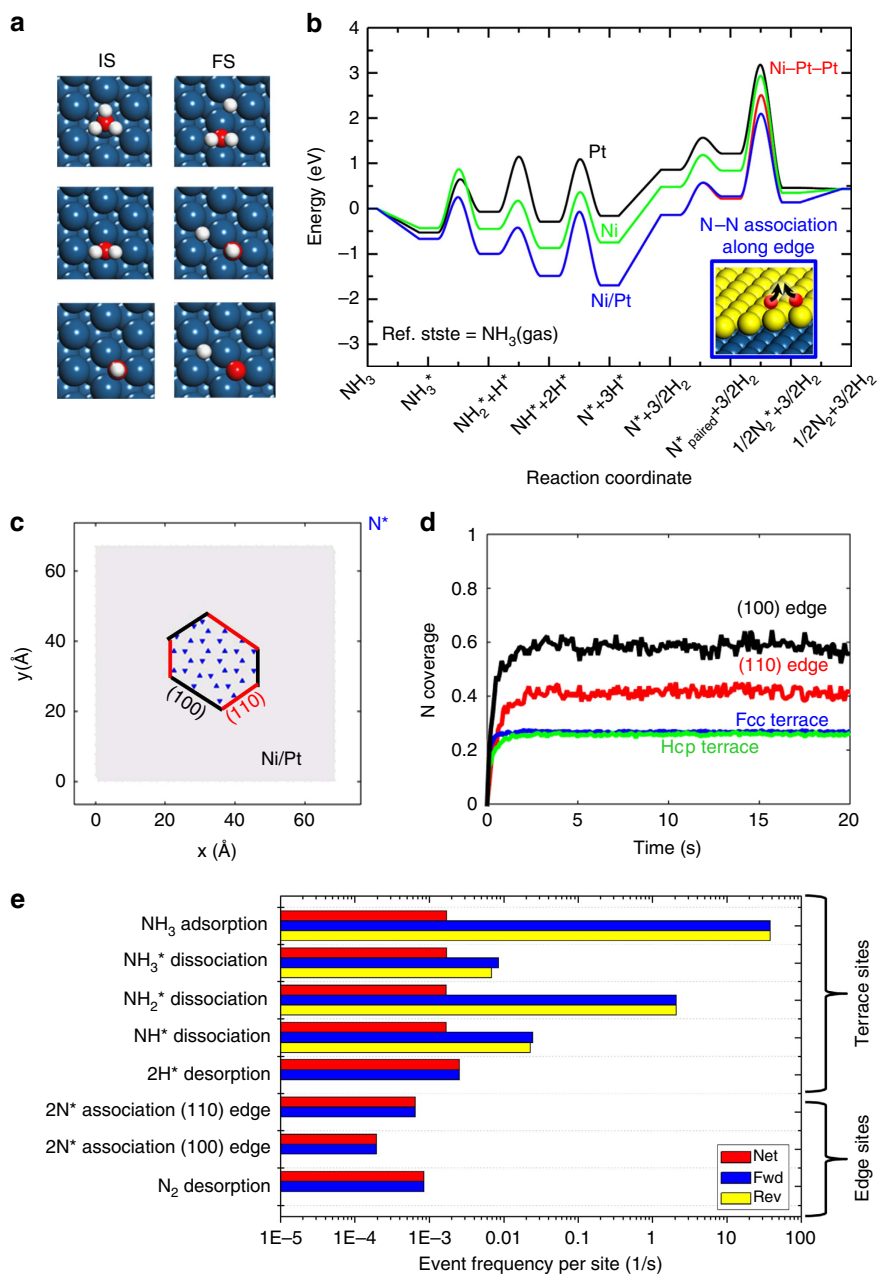 a
IS
FS
b
4
3
2
1
0
−1
−2
−3
Energy (eV)
Ni–Pt–Pt
Pt
Ni
Ni/Pt
N–N association
along edge
Ref. stste = NH3(gas)
NH3
NH3*
NH2*+H*
NH*+2H*
N*+3H*
N*+3/2H2
N*paired+3/2H2
1/2N2*+3/2H2
1/2N2+3/2H2
Reaction coordinate
c
N*
60
40
20
0
y(Å)
(100)
(110)
Ni/Pt
0
20
40
60
x (Å)
d
1
0.8
0.6
0.4
0.2
0
N coverage
(100) edge
(110) edge
Fcc terrace
Hcp terrace
0
5
10
15
20
Time (s)
e
NH3 adsorption
NH3* dissociation
NH2* dissociation
NH* dissociation
2H* desorption
2N* association (110) edge
2N* association (100) edge
N2 desorption
Terrace sites
Edge sites
Net
Fwd
Rev
1E–5
1E–4
1E–3
0.01
0.1
1
10
100
Event frequency per site (1/s)